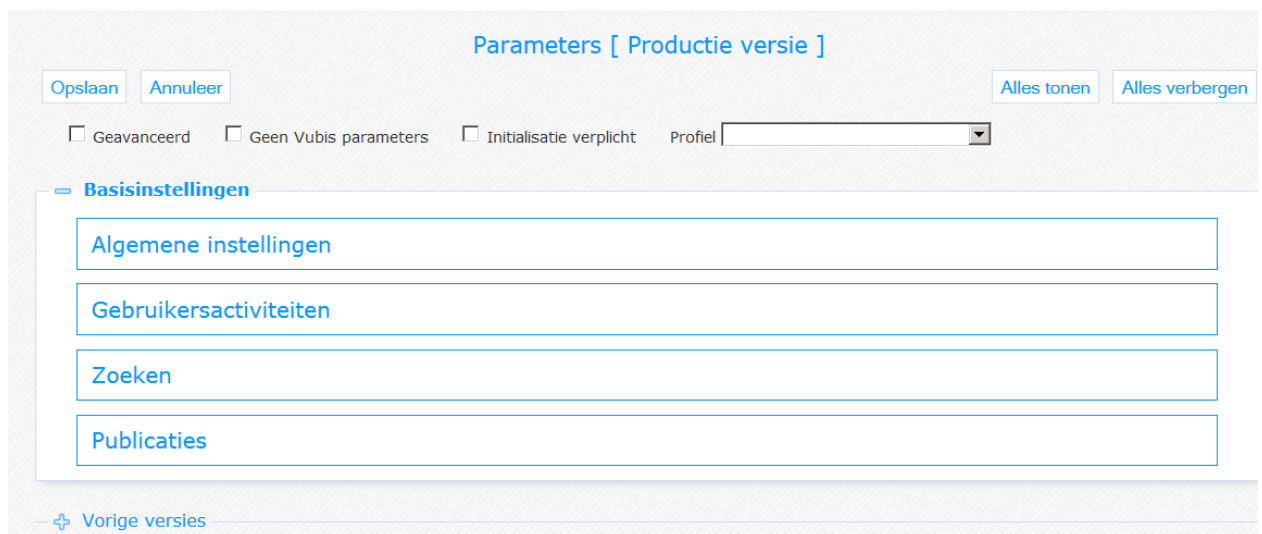 Parameters [ Productie versie ]
Opslaan Annuleer Alles tonen Alles verbergen
Geavanceerd Geen Vubis parameters Initialisatie verplicht Profiel
Basisinstellingen
Algemene instellingen
Gebruikersactiviteiten
Zoeken
Publicaties
Vorige versies